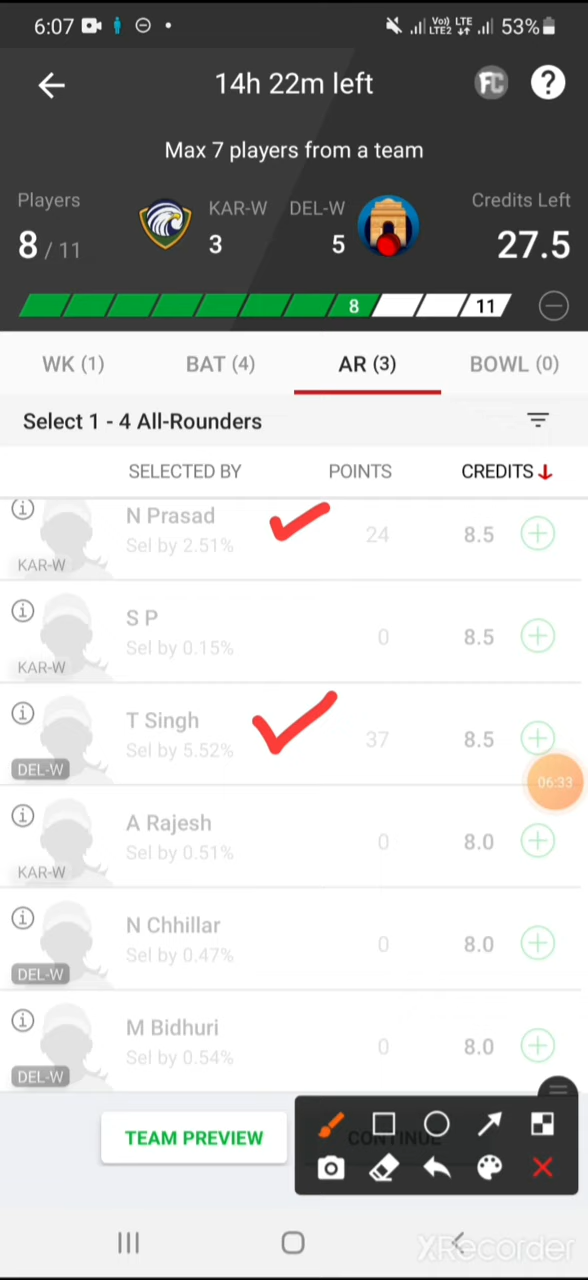 6:07 Vo) LTE LTE2 53%
14h 22m left FC ?
Max 7 players from a team
Players KAR-W DEL-W Credits Left
8 / 11 3 5 27.5
8 11
WK (1) BAT (4) AR (3) BOWL (0)
Select 1 - 4 All-Rounders
SELECTED BY POINTS CREDITS
N Prasad
Sel by 2.51% 24 8.5
KAR-W
S P
Sel by 0.15% 0 8.5
KAR-W
T Singh
Sel by 5.52% 37 8.5
DEL-W
06:33
A Rajesh
Sel by 0.51% 0 8.0
KAR-W
N Chhillar
Sel by 0.47% 0 8.0
DEL-W
M Bidhuri
Sel by 0.54% 0 8.0
DEL-W
TEAM PREVIEW CONTINUE
XRecorder